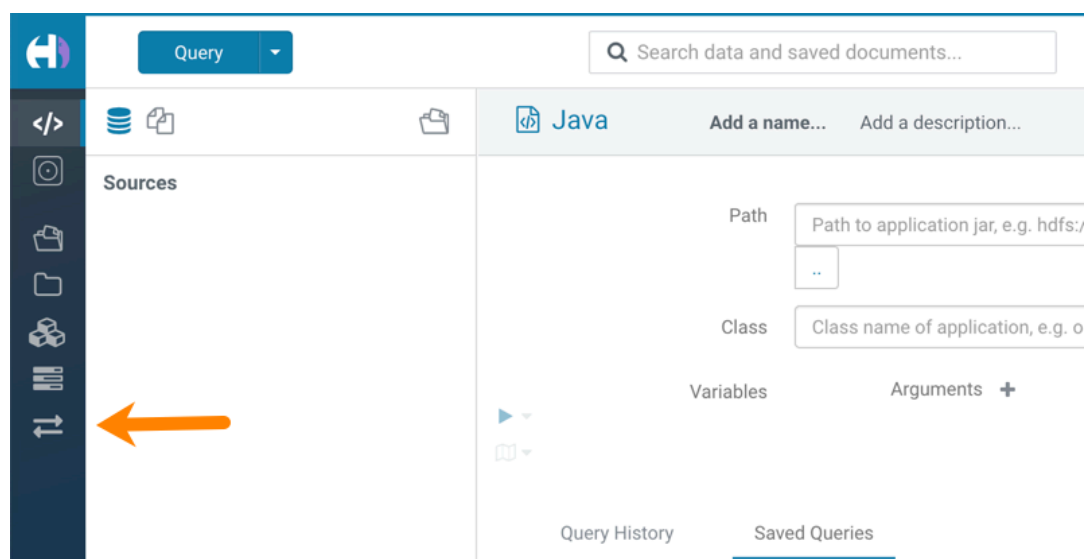 Query
Search data and saved documents...
Java
Add a name...
Add a description...
Sources
Path
Path to application jar, e.g. hdfs:/
..
Class
Class name of application, e.g. o
Variables
Arguments
Query History
Saved Queries